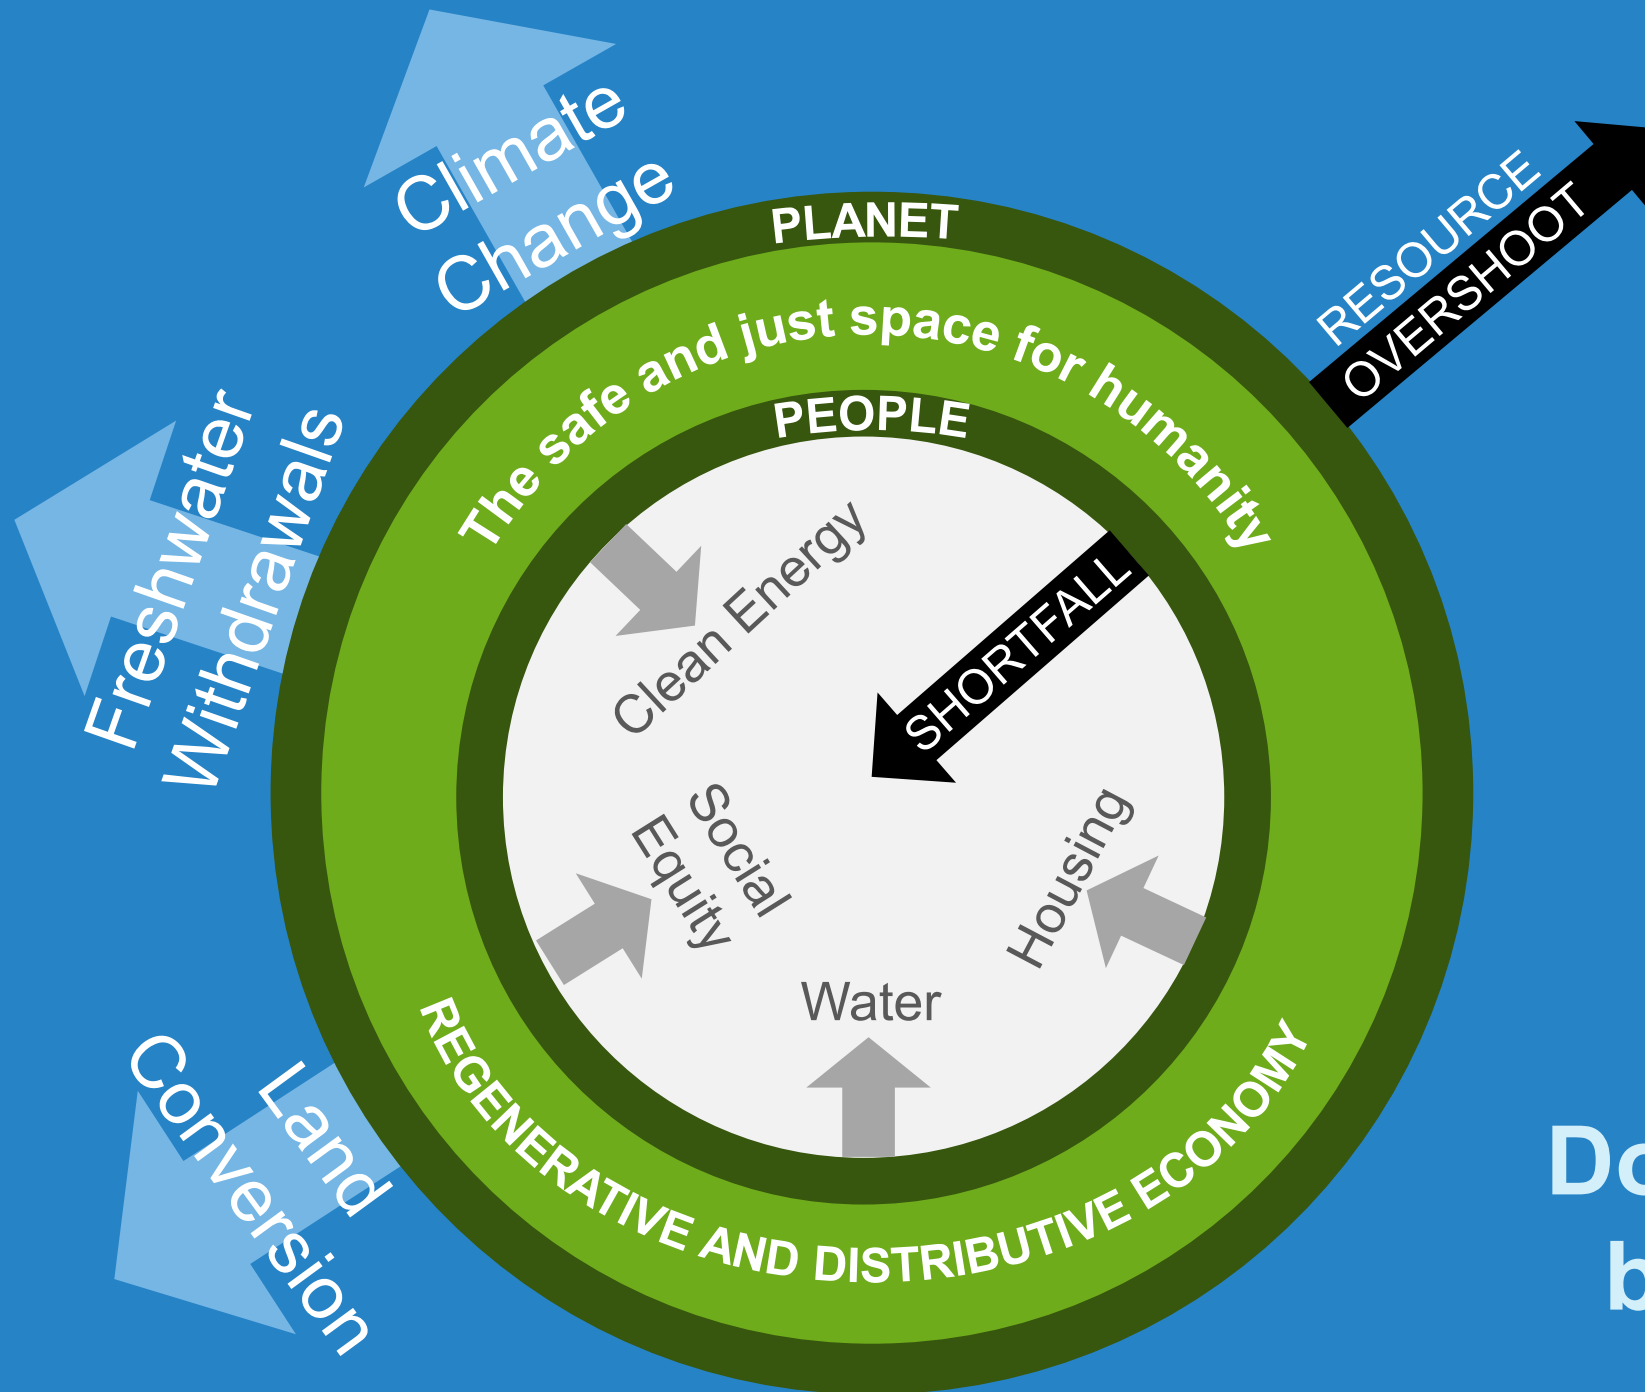 Climate
Change
PLANET
RESOURCE
OVERSHOOT
The safe and just space for humanity
PEOPLE
Freshwater
Withdrawals
Clean Energy
SHORTFALL
Social
Equity
Housing
Water
Land
Conversion
REGENERATIVE AND DISTRIBUTIVE ECONOMY